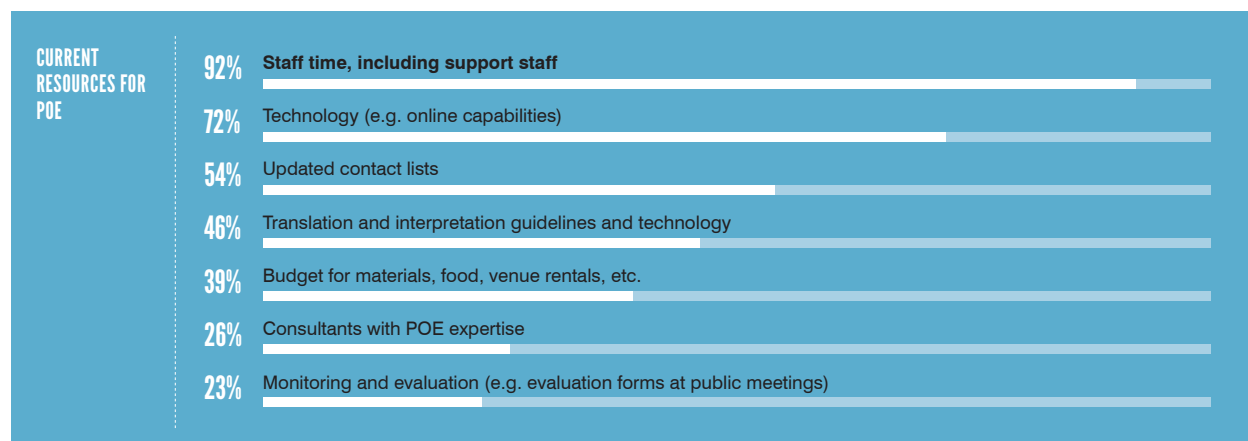 CURRENT
RESOURCES FOR
POE
92% Staff time, including support staff
72% Technology (e.g. online capabilities)
54% Updated contact lists
46% Translation and interpretation guidelines and technology
39% Budget for materials, food, venue rentals, etc.
26% Consultants with POE expertise
23% Monitoring and evaluation (e.g. evaluation forms at public meetings)